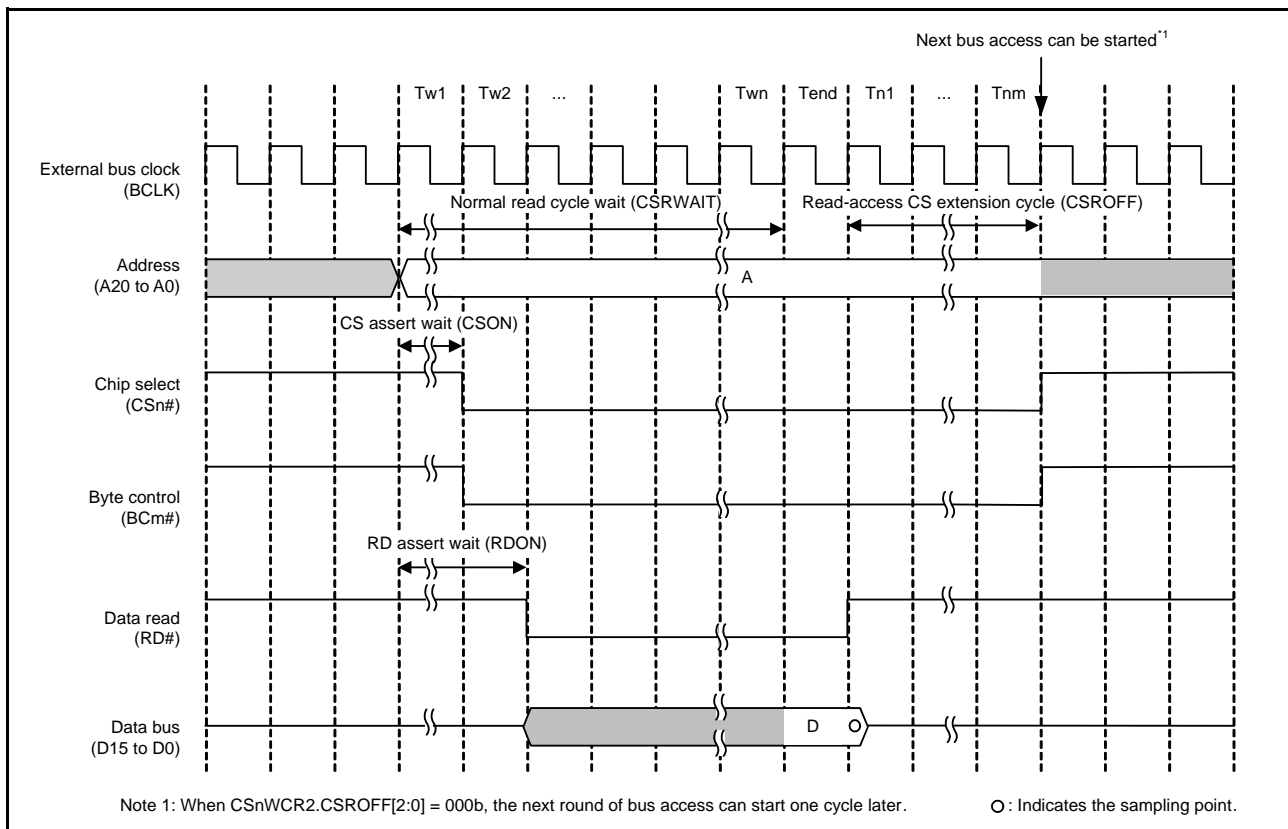 Next bus access can be started*1
Tw1 Tw2 ... Twn Tend Tn1 ... Tnm
External bus clock
(BCLK)
Normal read cycle wait (CSRWAIT) Read-access CS extension cycle (CSROFF)
Address
(A20 to A0)
A
CS assert wait (CSON)
Chip select
(CSn#)
Byte control
(BCm#)
RD assert wait (RDON)
Data read
(RD#)
Data bus
(D15 to D0)
D
Note 1: When CSnWCR2.CSROFF[2:0] = 000b, the next round of bus access can start one cycle later. O : Indicates the sampling point.